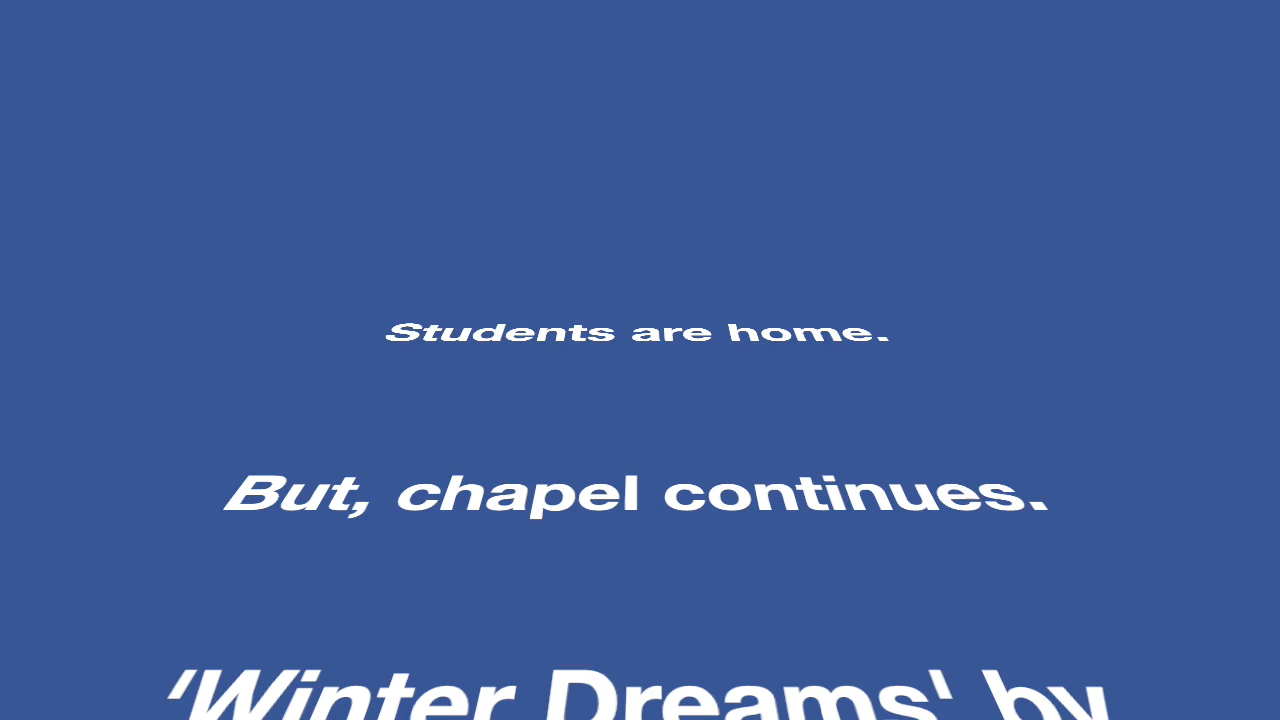 Students are home.
But, chapel continues.
'Winter Dreams' by